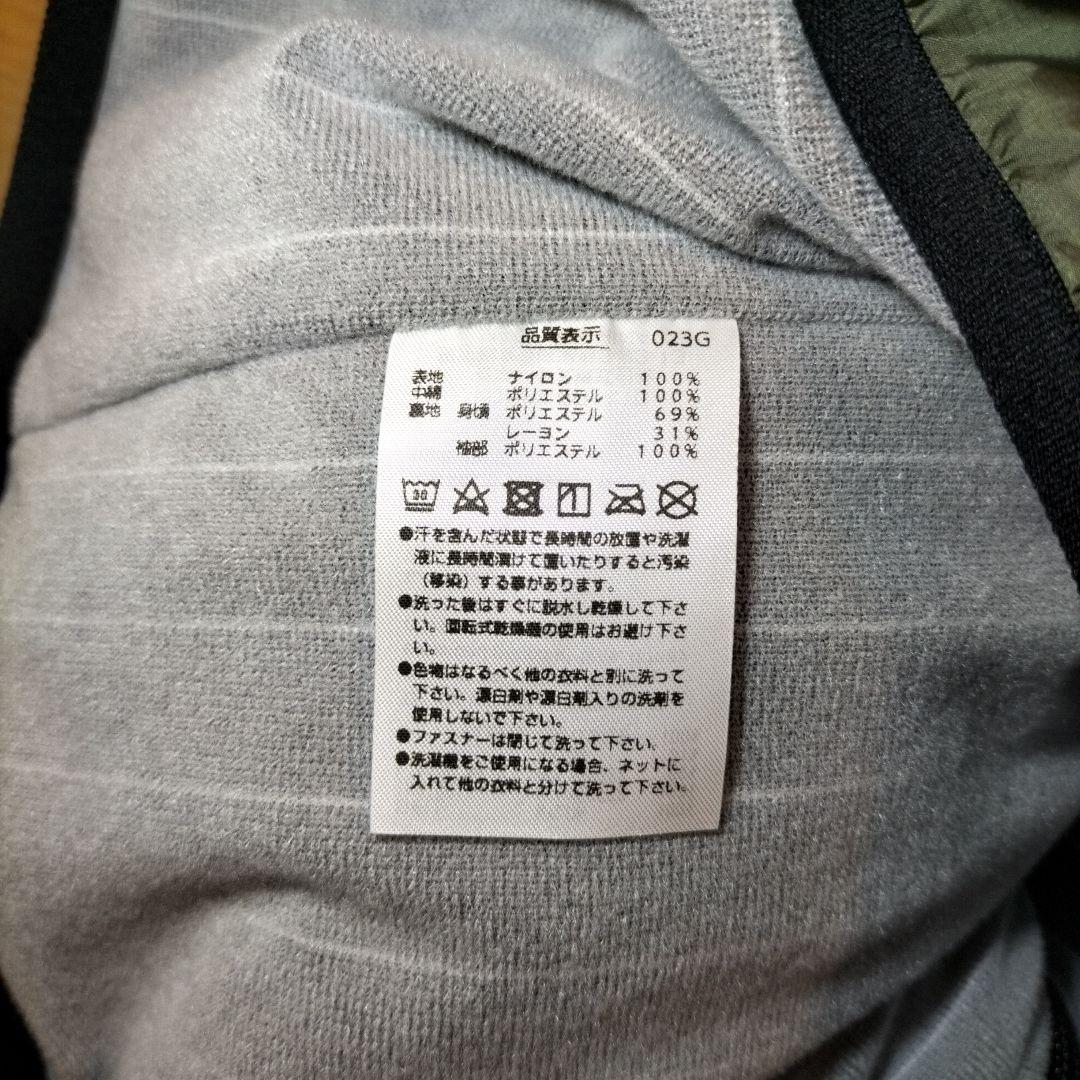 品質表示 023G
表地 ナイロン 100%
中綿 ポリエステル 100%
裏地 身頃 ポリエステル 69%
レーヨン 31%
袖部 ポリエステル 100%
30
●汗を含んだ状態で長時間の放置や洗濯
液に長時間漬けて置いたりすると汚染
(移染)する事があります。
●洗った後はすぐに脱水し乾燥して下さ
い。回転式乾燥機の使用はお避け下さ
い。
●色物はなるべく他の衣料と別に洗って
下さい。漂白剤や漂白剤入りの洗剤を
使用しないで下さい。
●ファスナーは閉じて洗って下さい。
●洗濯機をご使用になる場合、ネットに
入れて他の衣料と分けて洗って下さい。